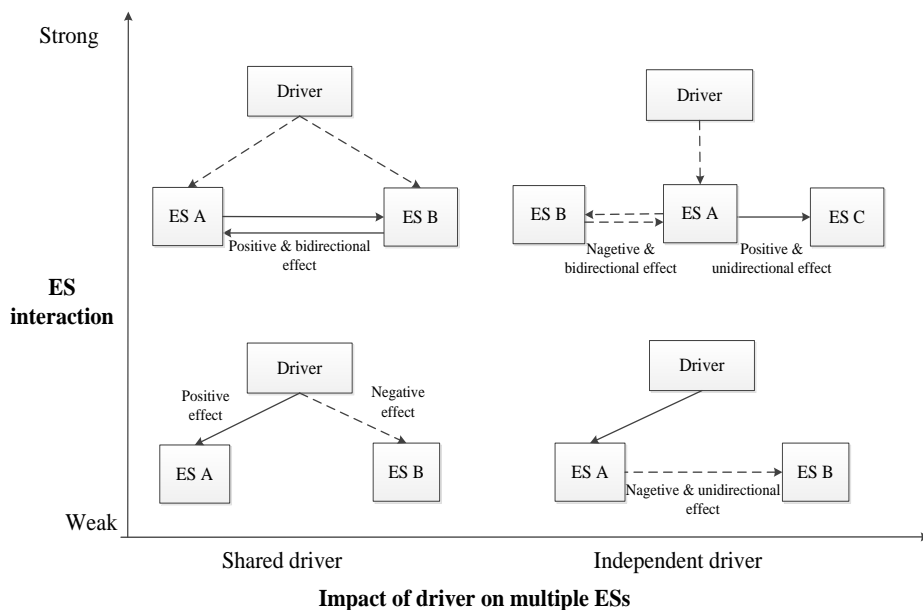 Strong
Driver
Driver
ES A
ES B
Positive & bidirectional
effect
ES B
ES A
ES C
Nagetive &
bidirectional effect
Positive &
unidirectional effect
ES
interaction
Driver
Positive
effect
Negative
effect
ES A
ES B
Driver
ES A
ES B
Nagetive & unidirectional
effect
Weak
Shared driver
Independent driver
Impact of driver on multiple ESs